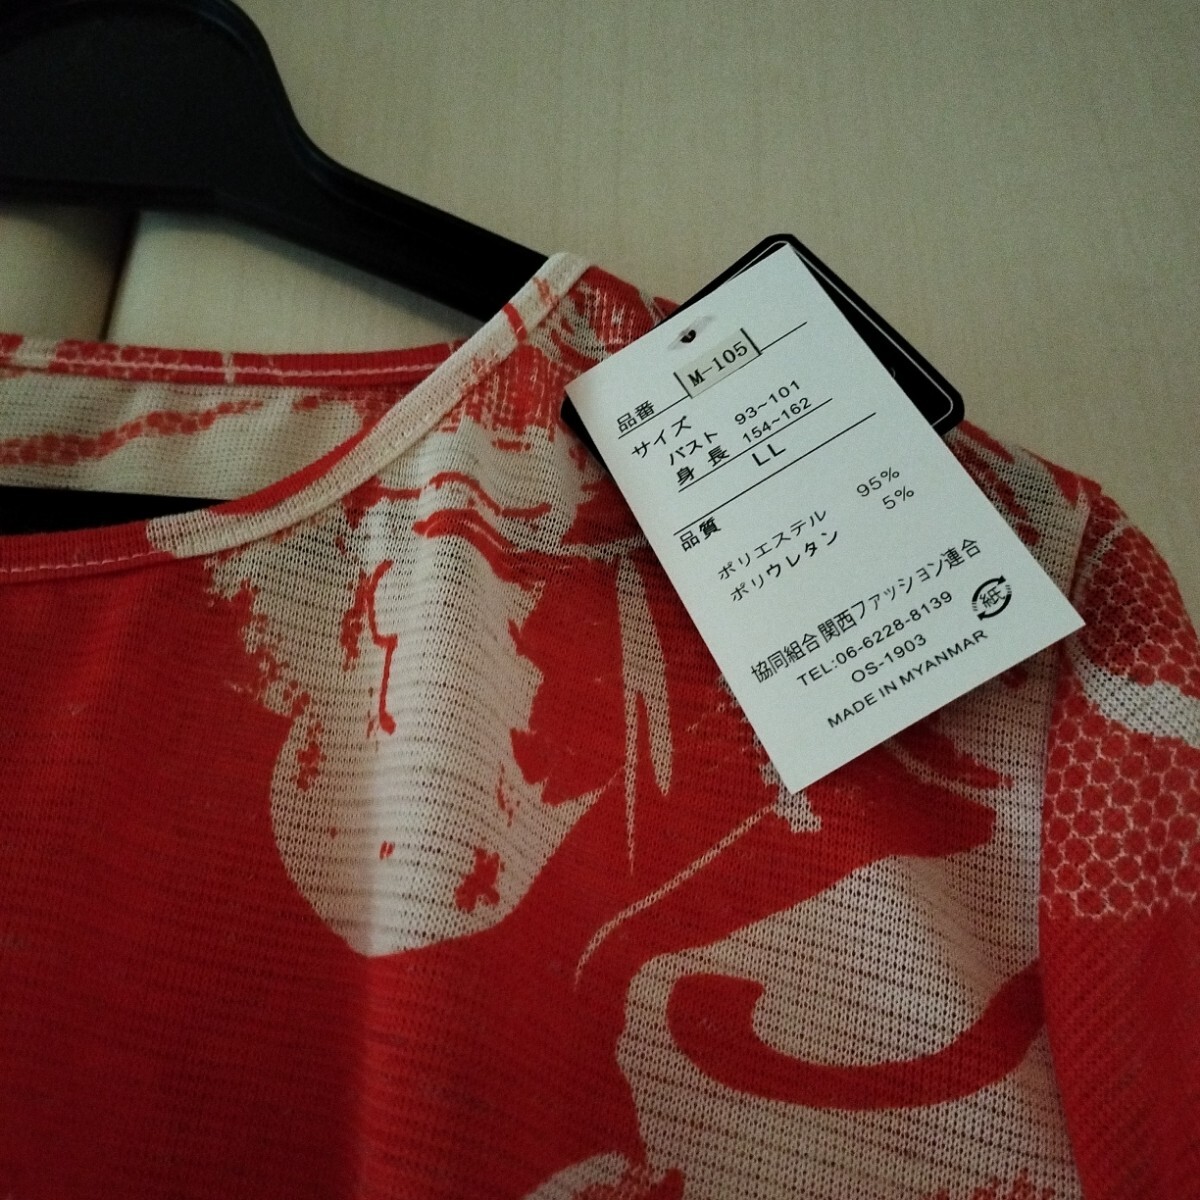 品番 M-105
サイズ
バスト 93~101
身長 154~162
LL
品質
ポリエステル 95%
ポリウレタン 5%
協同組合 関西ファッション連合
TEL:06-6228-8139
OS-1903
MADE IN MYANMAR
紙